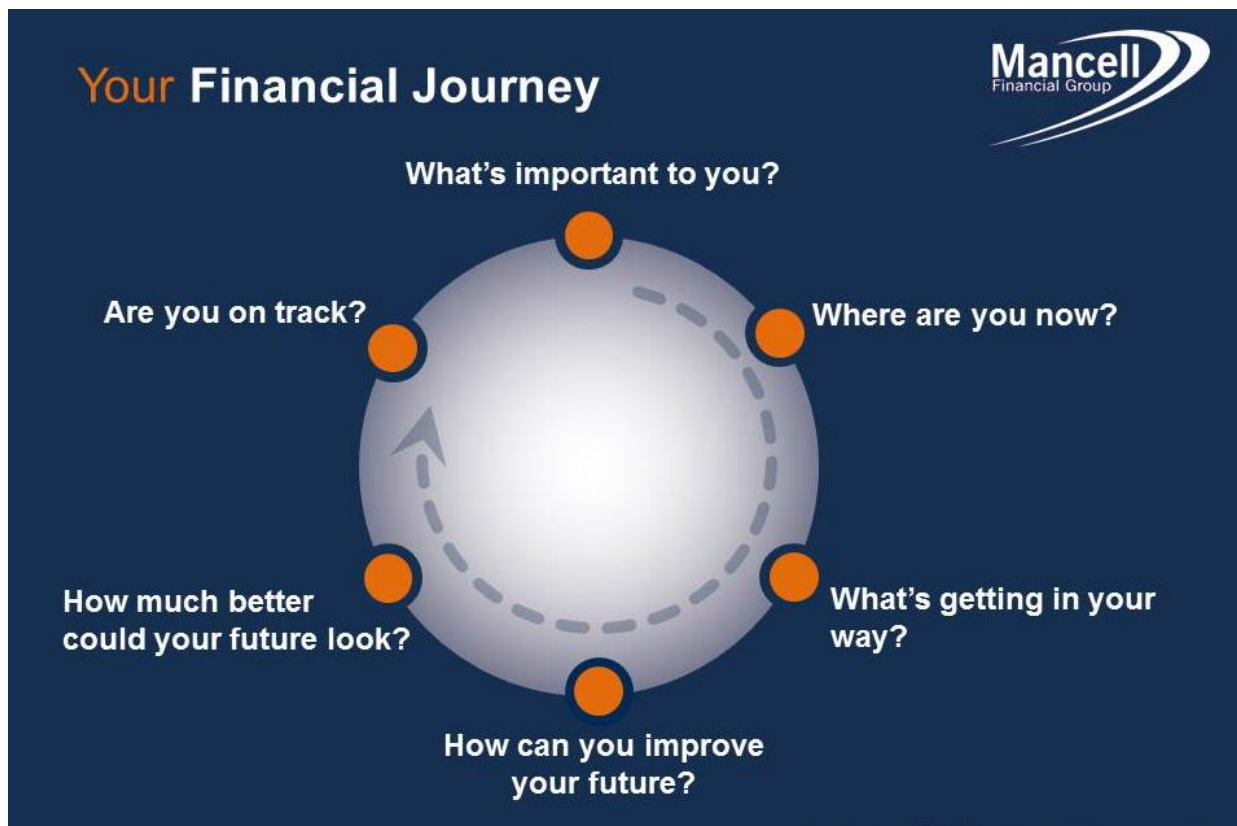 Your Financial Journey
Mancell
Financial Group
What’s important to you?
Are you on track?
Where are you now?
How much better
could your future look?
What’s getting in your
way?
How can you improve
your future?